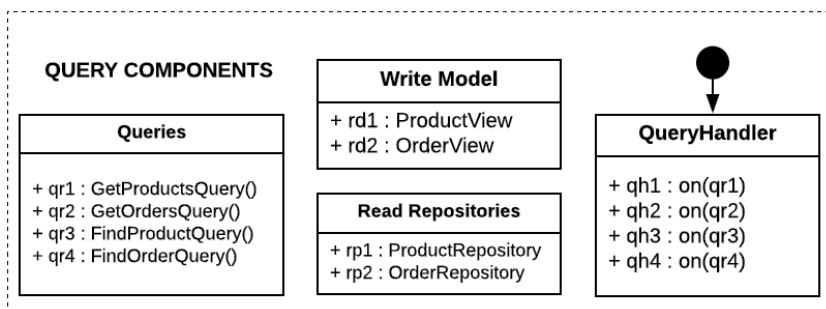 QUERY COMPONENTS
Queries
+ qr1 : GetProductsQuery()
+ qr2 : GetOrdersQuery()
+ qr3 : FindProductQuery()
+ qr4 : FindOrderQuery()
Write Model
+ rd1 : ProductView
+ rd2 : OrderView
Read Repositories
+ rp1 : ProductRepository
+ rp2 : OrderRepository
QueryHandler
+ qh1 : on(qr1)
+ qh2 : on(qr2)
+ qh3 : on(qr3)
+ qh4 : on(qr4)